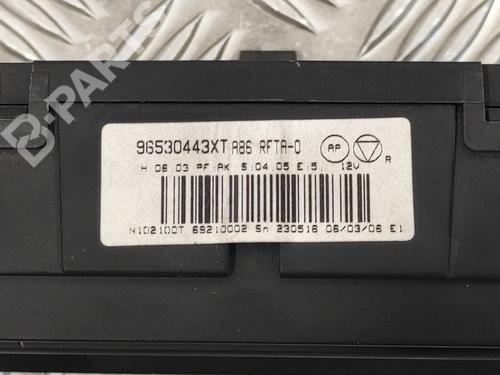 B-PARTS
96530443XT A86 RFTA-0 AP
H 06 03 PF AK S 04.05 E:5 12V R
N102100T 69210002 Sn 230516 06/03/06 E1